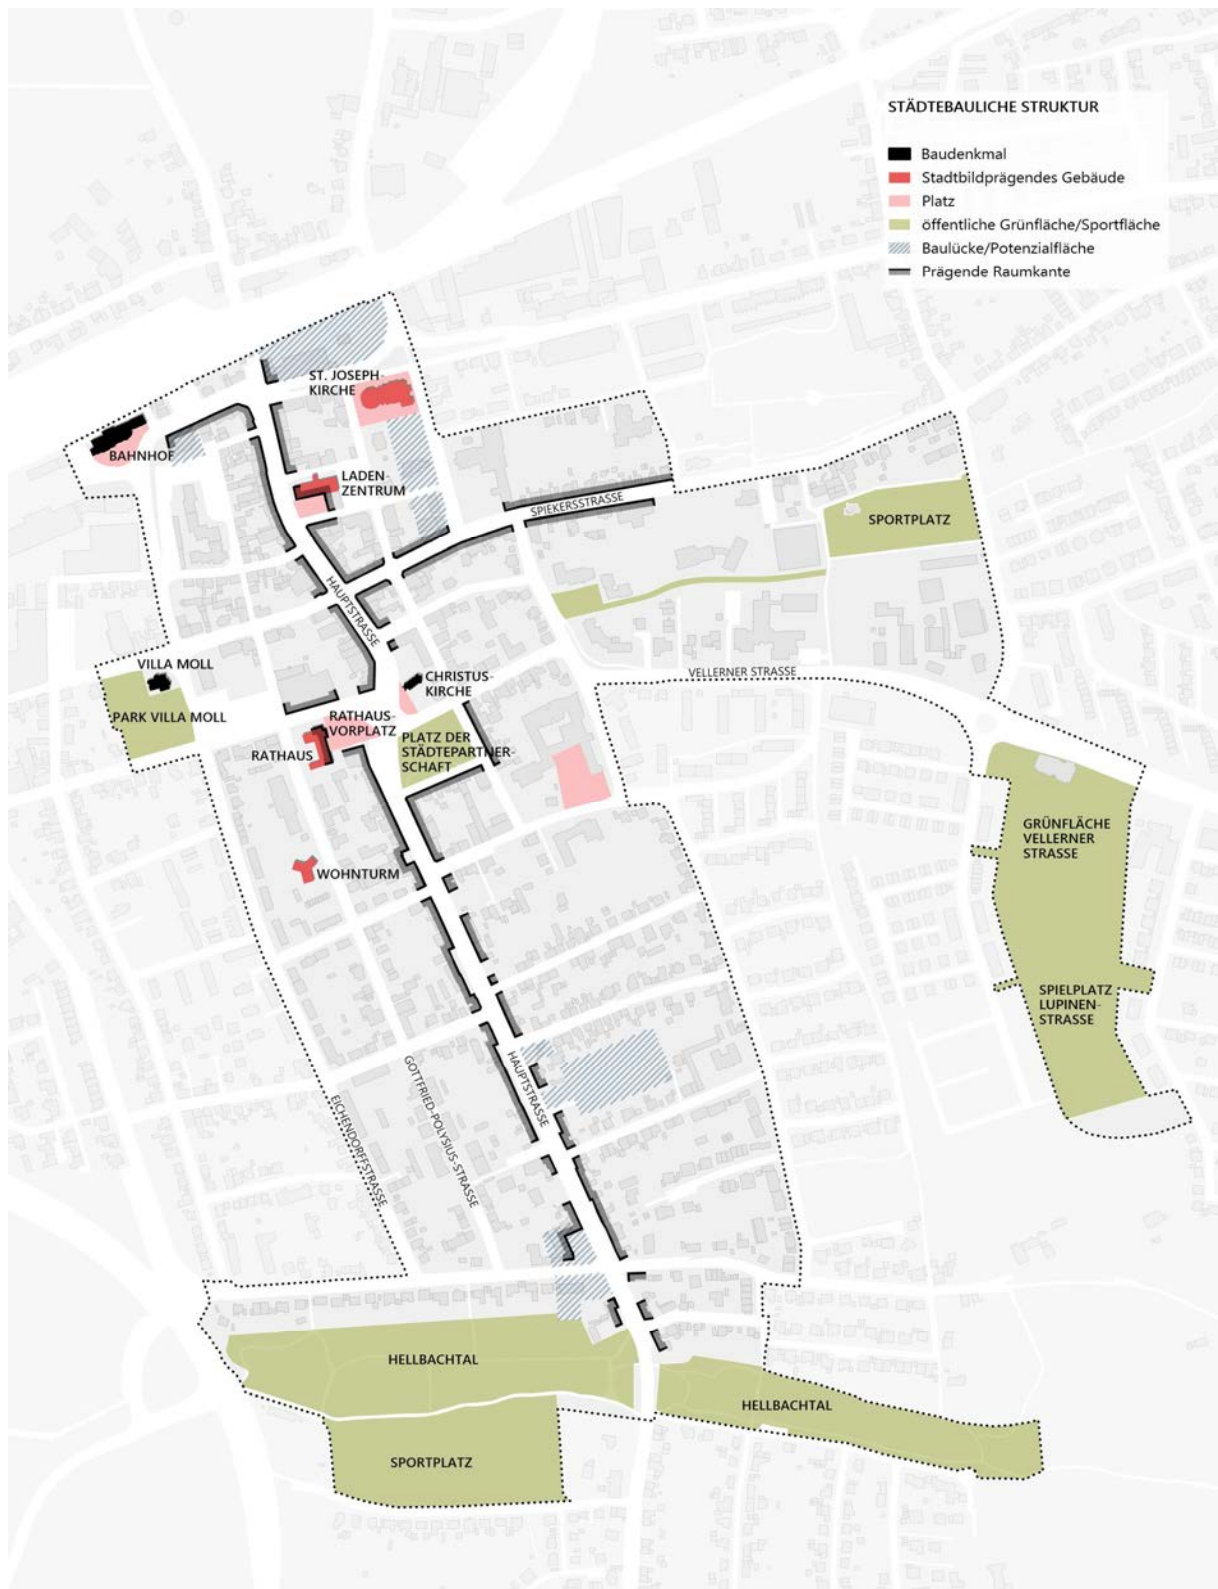 STÄDTEBAULICHE STRUKTUR
Baudenkmal
Stadtbildprägendes Gebäude
Platz
öffentliche Grünfläche/Sportfläche
Baulücke/Potenzialfläche
Prägende Raumkante
ST. JOSEPH-
KIRCHE
BAHNHOF
LADEN-
ZENTRUM
SPIEKERSSTRASSE
SPORTPLATZ
HAUPTSTRASSE
VILLA MOLL
CHRISTUS-
KIRCHE
VELLERNER STRASSE
PARK VILLA MOLL
RATHAUS-
VORPLATZ
RATHAUS
PLATZ DER
STÄDTEPARTNER-
SCHAFT
GRÜNFLÄCHE
VELLERNER
STRASSE
WOHNTURM
SPIELPLATZ
LUPINEN-
STRASSE
HAUPTSTRASSE
GOTTFRIED-POLYSIUS-STRASSE
EICHENDORFFSTRASSE
HELLBACHTAL
HELLBACHTAL
SPORTPLATZ